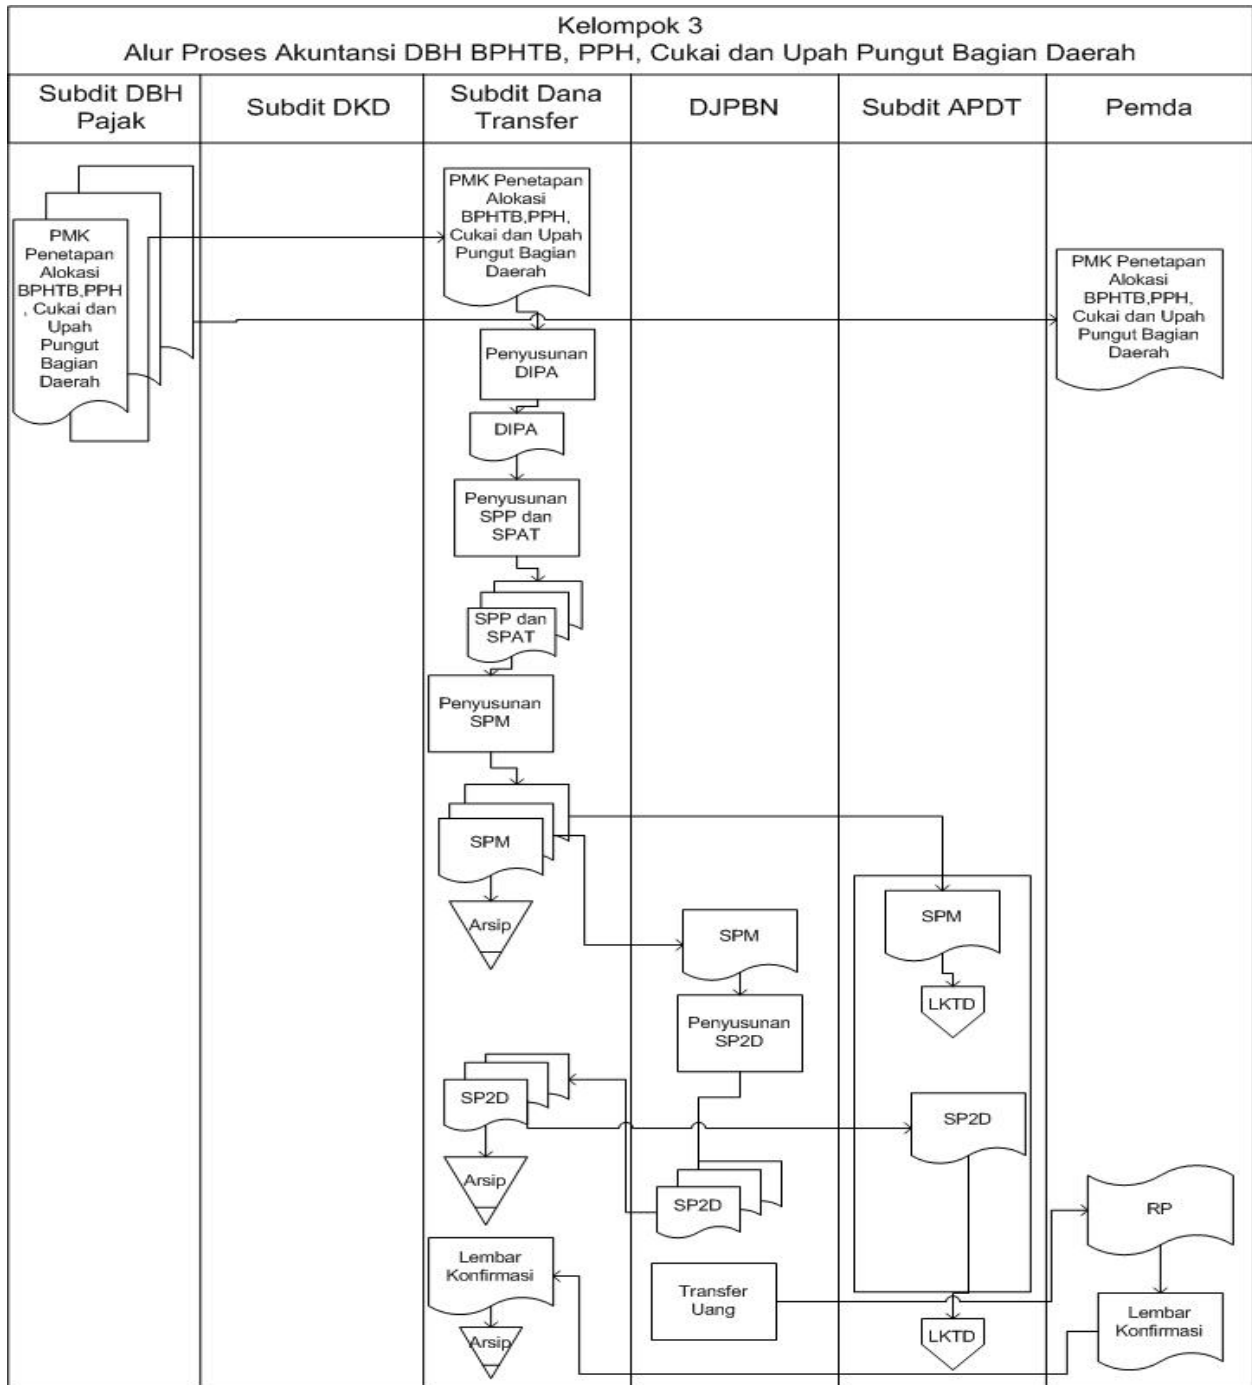 Kelompok 3
Alur Proses Akuntansi DBH BPHTB, PPH, Cukai dan Upah Pungut Bagian Daerah
Subdit DBH
Pajak
Subdit DKD
Subdit Dana
Transfer
DJPBN
Subdit APDT
Pemda
PMK
Penetapan
Alokasi
BPHTB,PPH
, Cukai dan
Upah
Pungut
Bagian
Daerah
PMK Penetapan
Alokasi
BPHTB,PPH,
Cukai dan Upah
Pungut Bagian
Daerah
PMK Penetapan
Alokasi
BPHTB,PPH,
Cukai dan Upah
Pungut Bagian
Daerah
Penyusunan
DIPA
DIPA
Penyusunan
SPP dan
SPAT
SPP dan
SPAT
Penyusunan
SPM
SPM
Arsip
SPM
SPM
LKTD
Penyusunan
SP2D
SP2D
SP2D
Arsip
SP2D
RP
Lembar
Konfirmasi
Transfer
Uang
Lembar
Konfirmasi
Arsip
LKTD